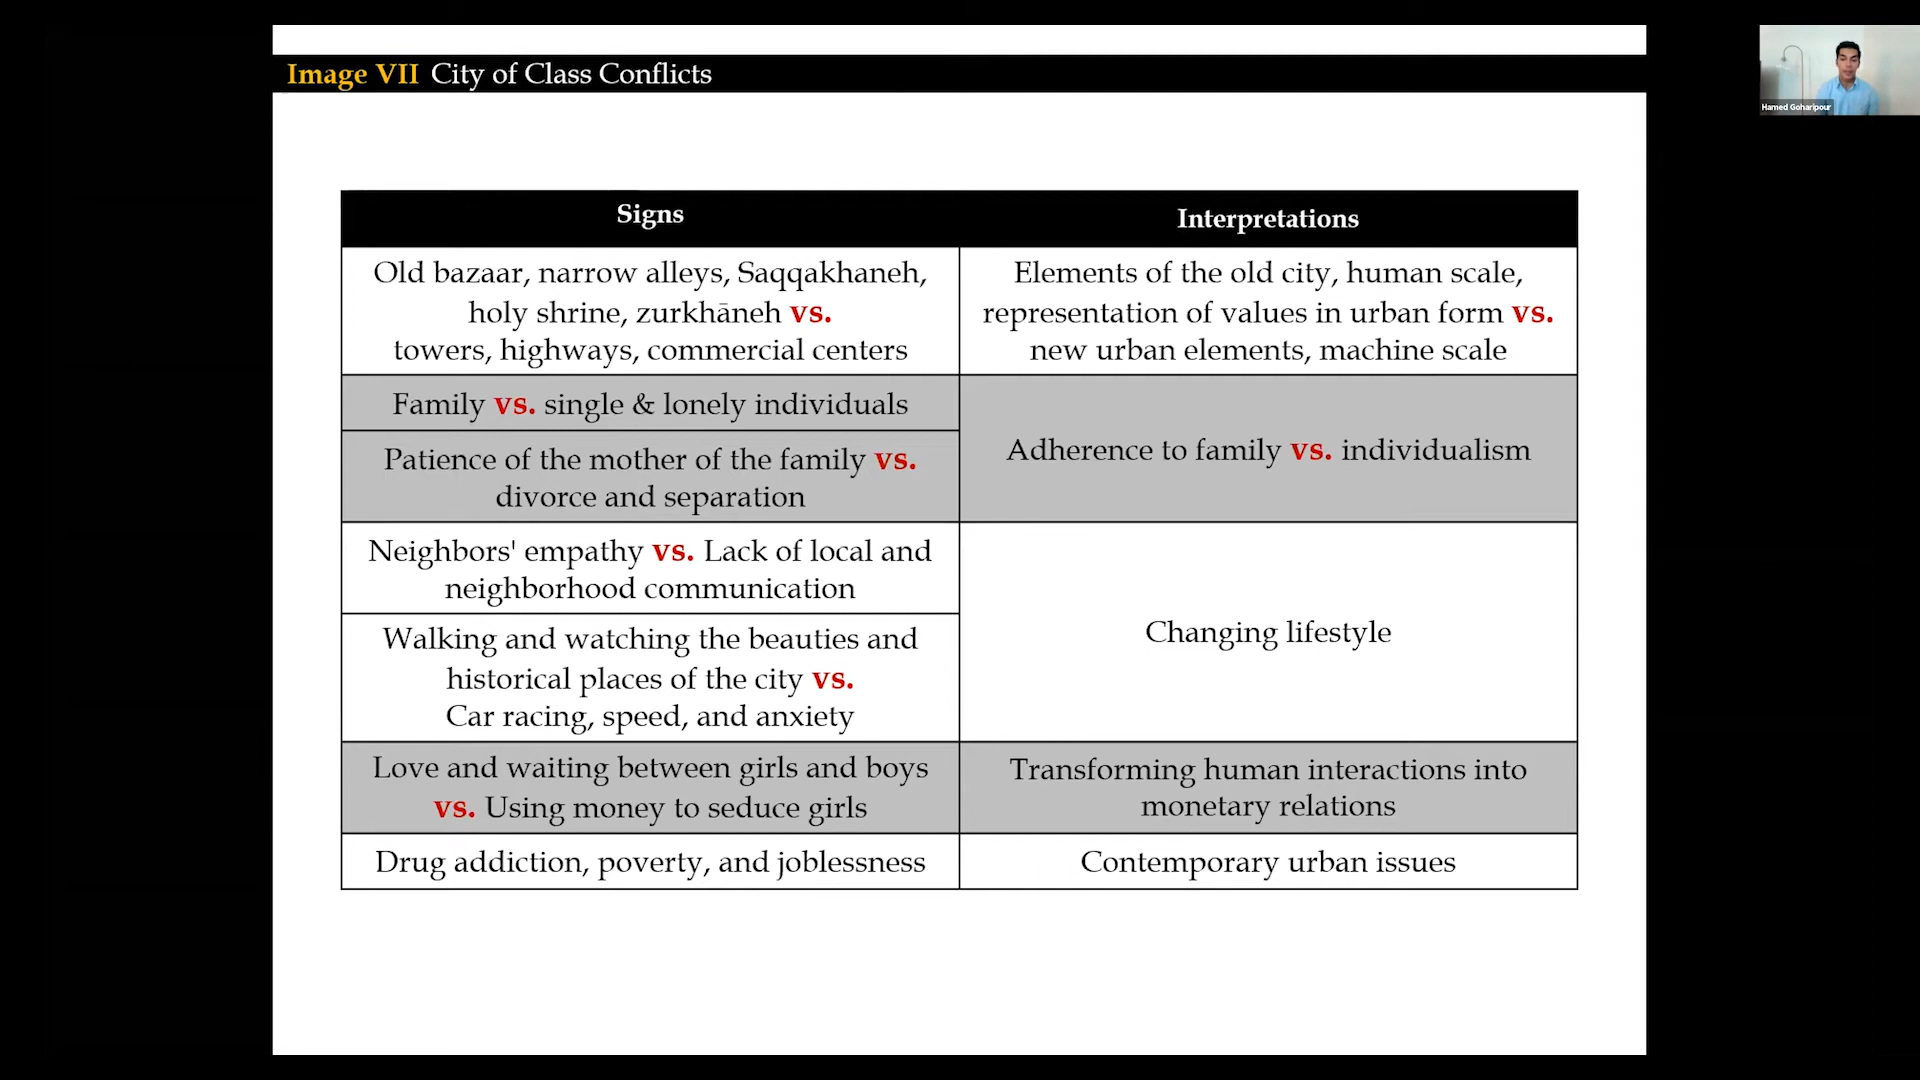 Image VII City of Class Conflicts
Hamed Goharipour
Signs
Interpretations
Old bazaar, narrow alleys, Saqqakhaneh,
holy shrine, zurkhāneh vs.
towers, highways, commercial centers
Elements of the old city, human scale,
representation of values in urban form vs.
new urban elements, machine scale
Family vs. single & lonely individuals
Patience of the mother of the family vs.
divorce and separation
Adherence to family vs. individualism
Neighbors' empathy vs. Lack of local and
neighborhood communication
Walking and watching the beauties and
historical places of the city vs.
Car racing, speed, and anxiety
Changing lifestyle
Love and waiting between girls and boys
vs. Using money to seduce girls
Transforming human interactions into
monetary relations
Drug addiction, poverty, and joblessness
Contemporary urban issues